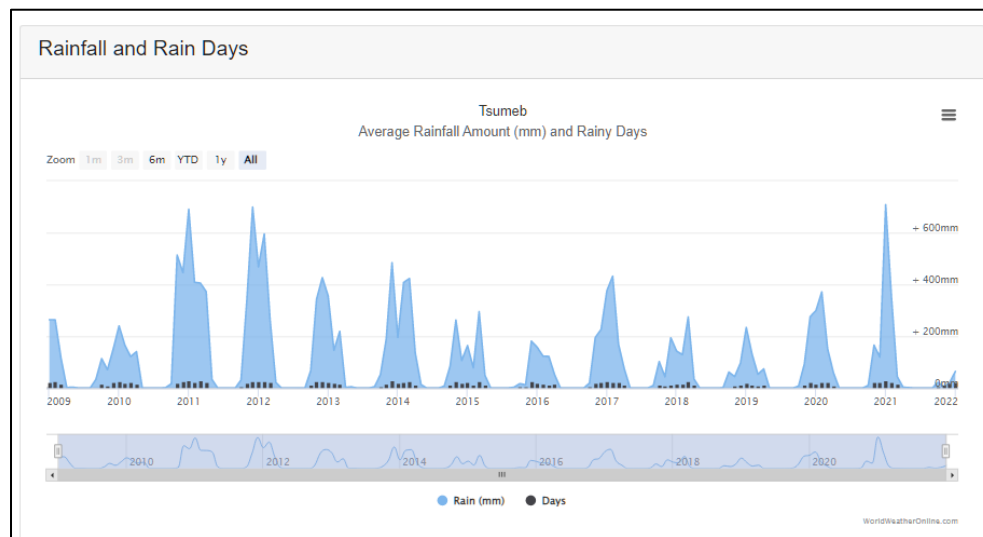 Rainfall and Rain Days
Tsumeb
Average Rainfall Amount (mm) and Rainy Days
Zoom 1m 3m 6m YTD 1y All
+ 600mm
+ 400mm
+ 200mm
0mm
2009 2010 2011 2012 2013 2014 2015 2016 2017 2018 2019 2020 2021 2022
2010 2012 2014 2016 2018 2020
Rain (mm) Days
WorldWeatherOnline.com